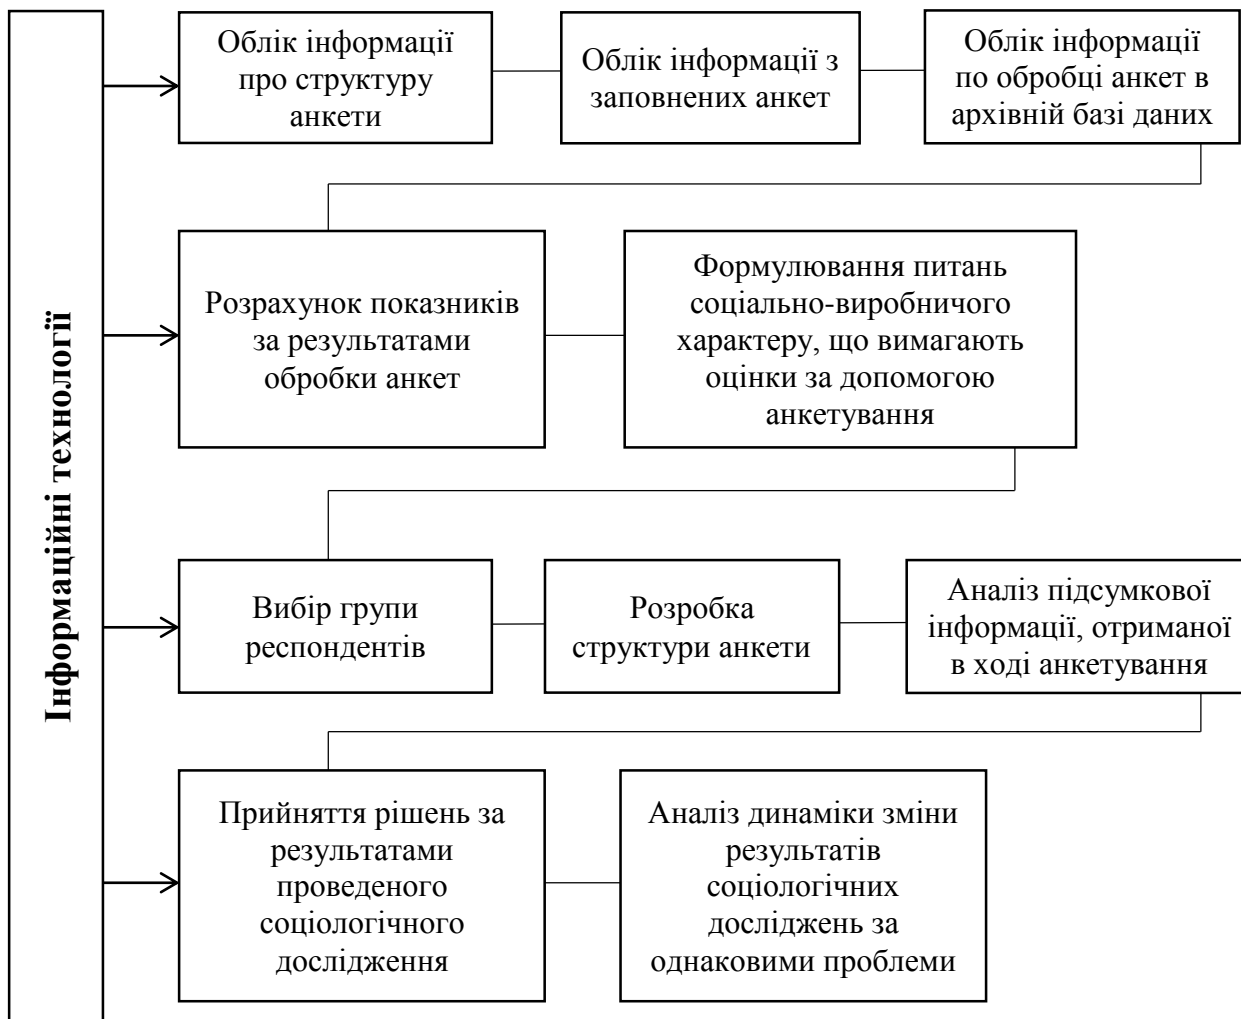 Інформаційні технології
Облік інформації
про структуру
анкети
Облік інформації з
заповнених анкет
Облік інформації
по обробці анкет в
архівній базі даних
Розрахунок показників
за результатами
обробки анкет
Формулювання питань
соціально-виробничого
характеру, що вимагають
оцінки за допомогою
анкетування
Вибір групи
респондентів
Розробка
структури анкети
Аналіз підсумкової
інформації, отриманої
в ході анкетування
Прийняття рішень за
результатами
проведеного
соціологічного
дослідження
Аналіз динаміки зміни
результатів
соціологічних
досліджень за
однаковими проблеми